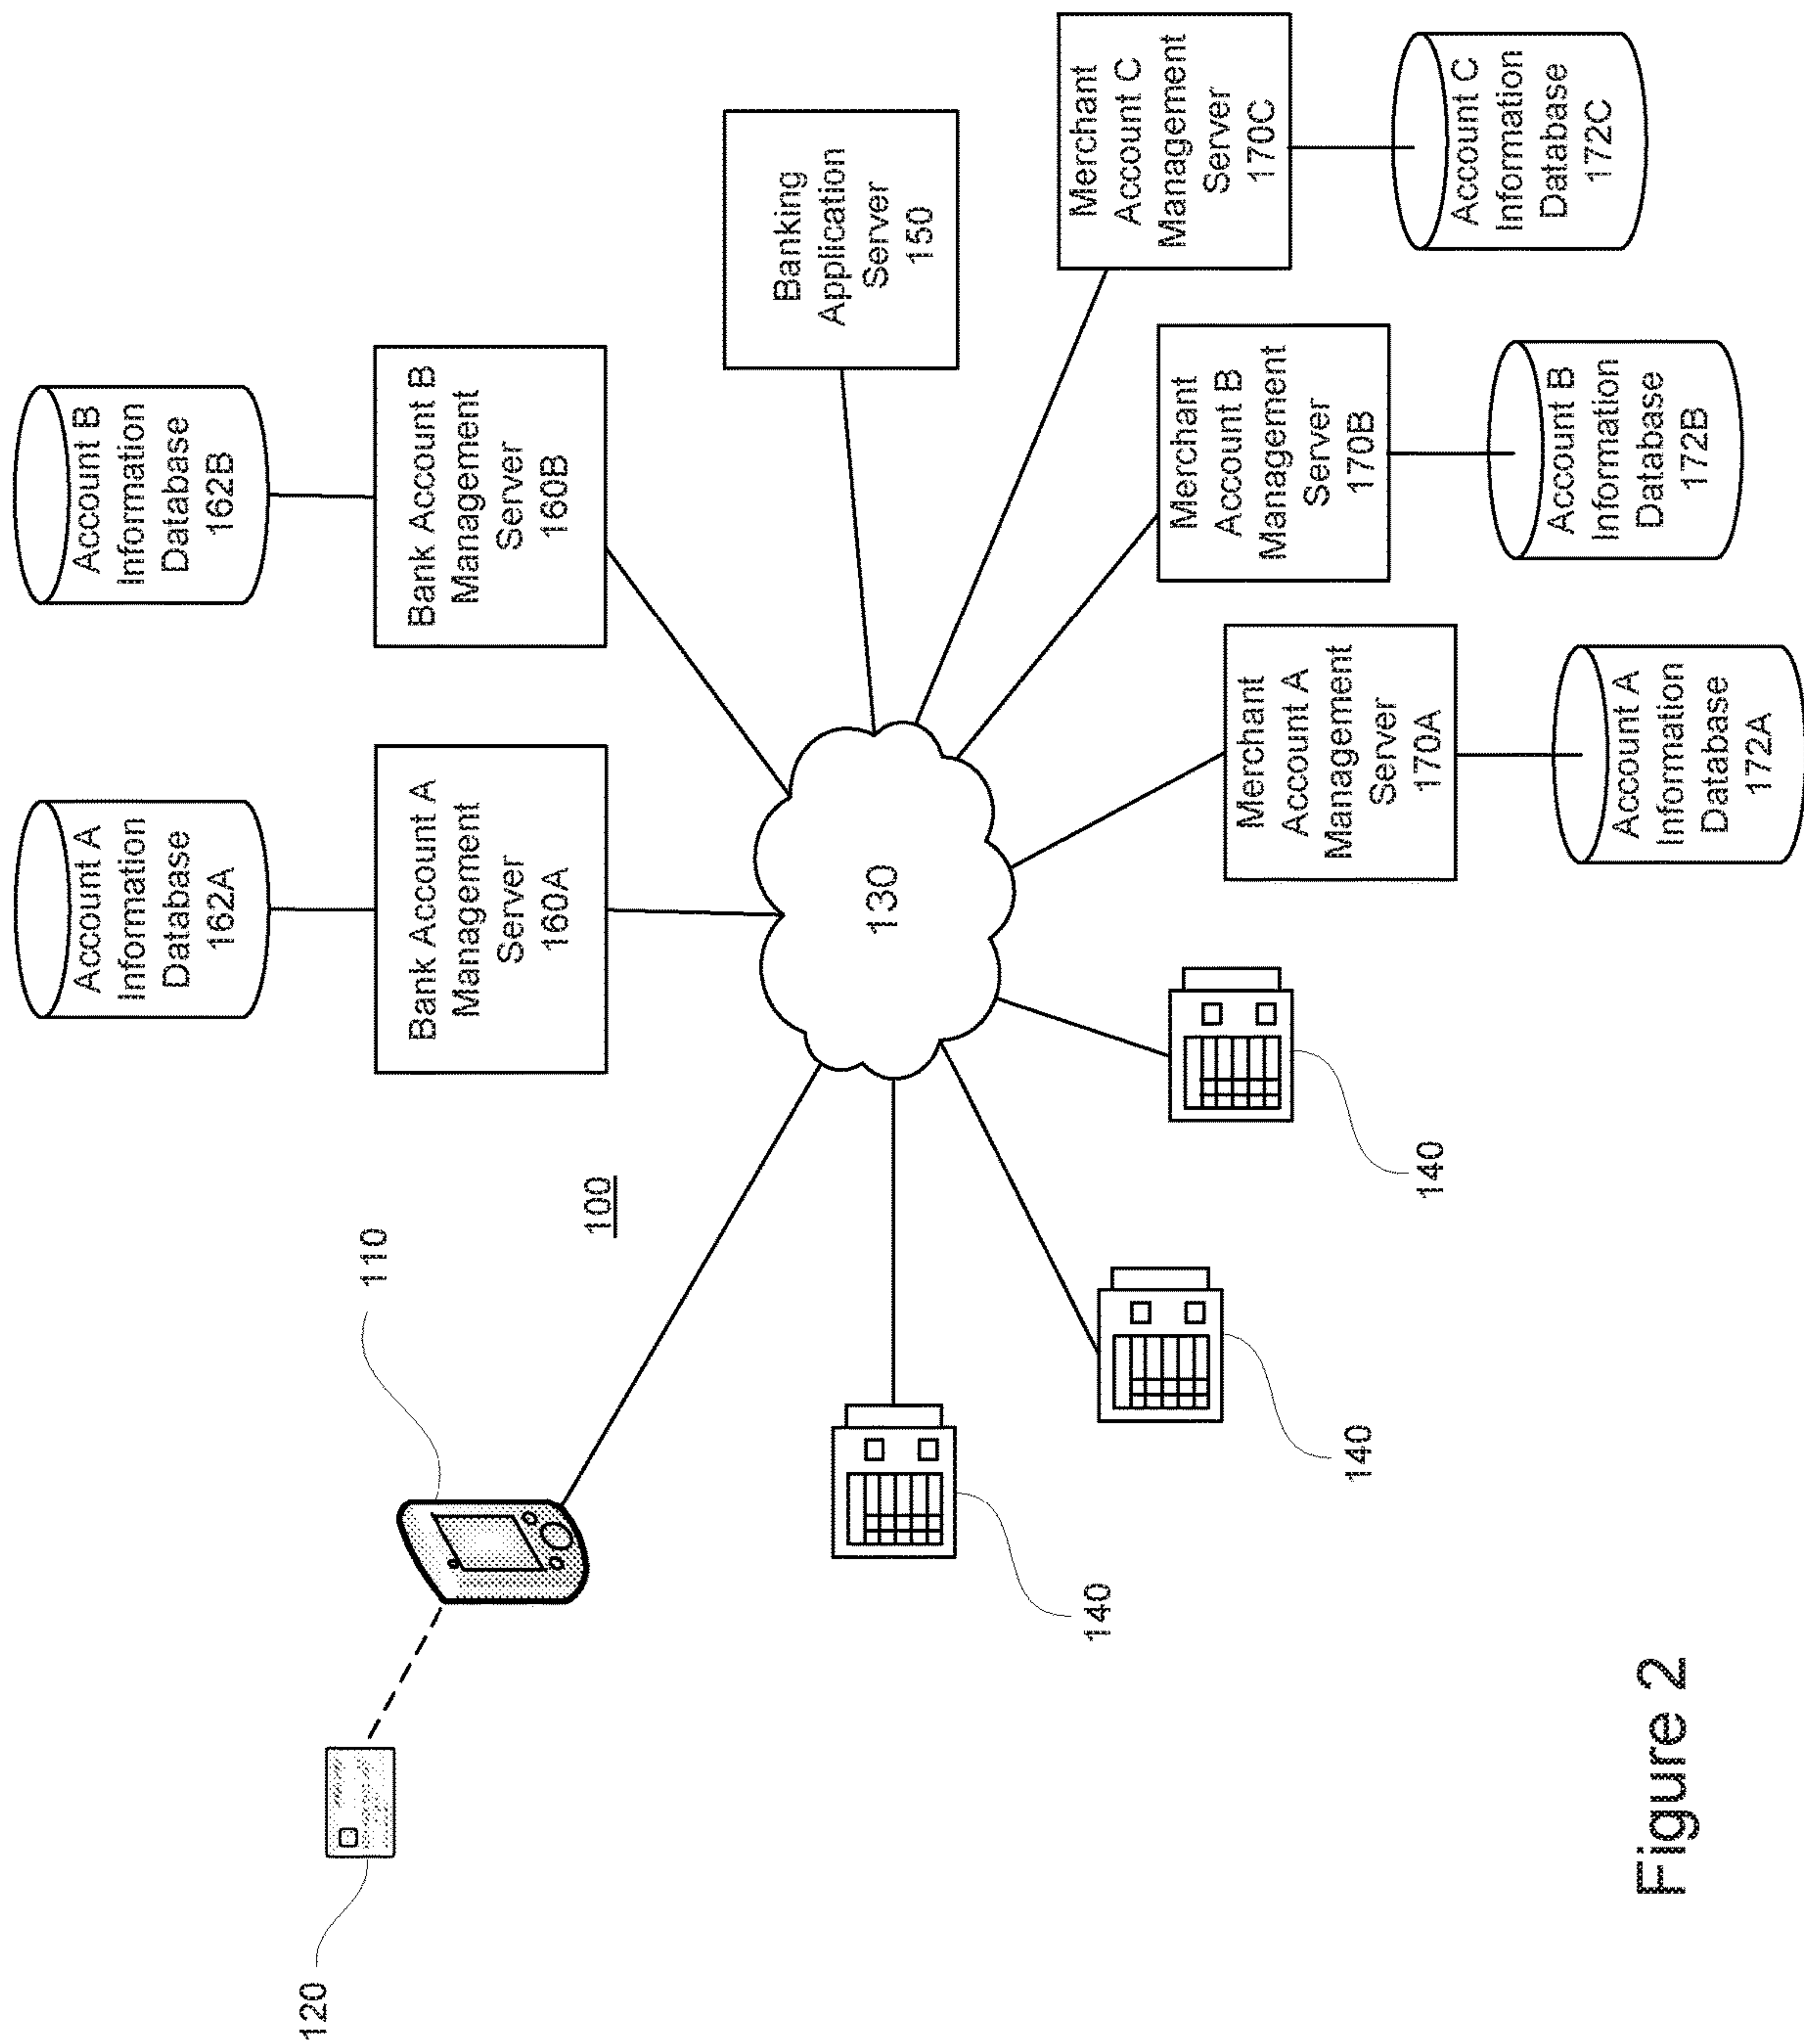 Account A
Information
Database
162A
Account B
Information
Database
162B
Bank Account A
Management
Server
160A
Bank Account B
Management
Server
160B
120
110
100
130
Banking
Application
Server
150
140
140
140
Merchant
Account A
Management
Server
170A
Merchant
Account B
Management
Server
170B
Merchant
Account C
Management
Server
170C
Account A
Information
Database
172A
Account B
Information
Database
172B
Account C
Information
Database
172C
Figure 2